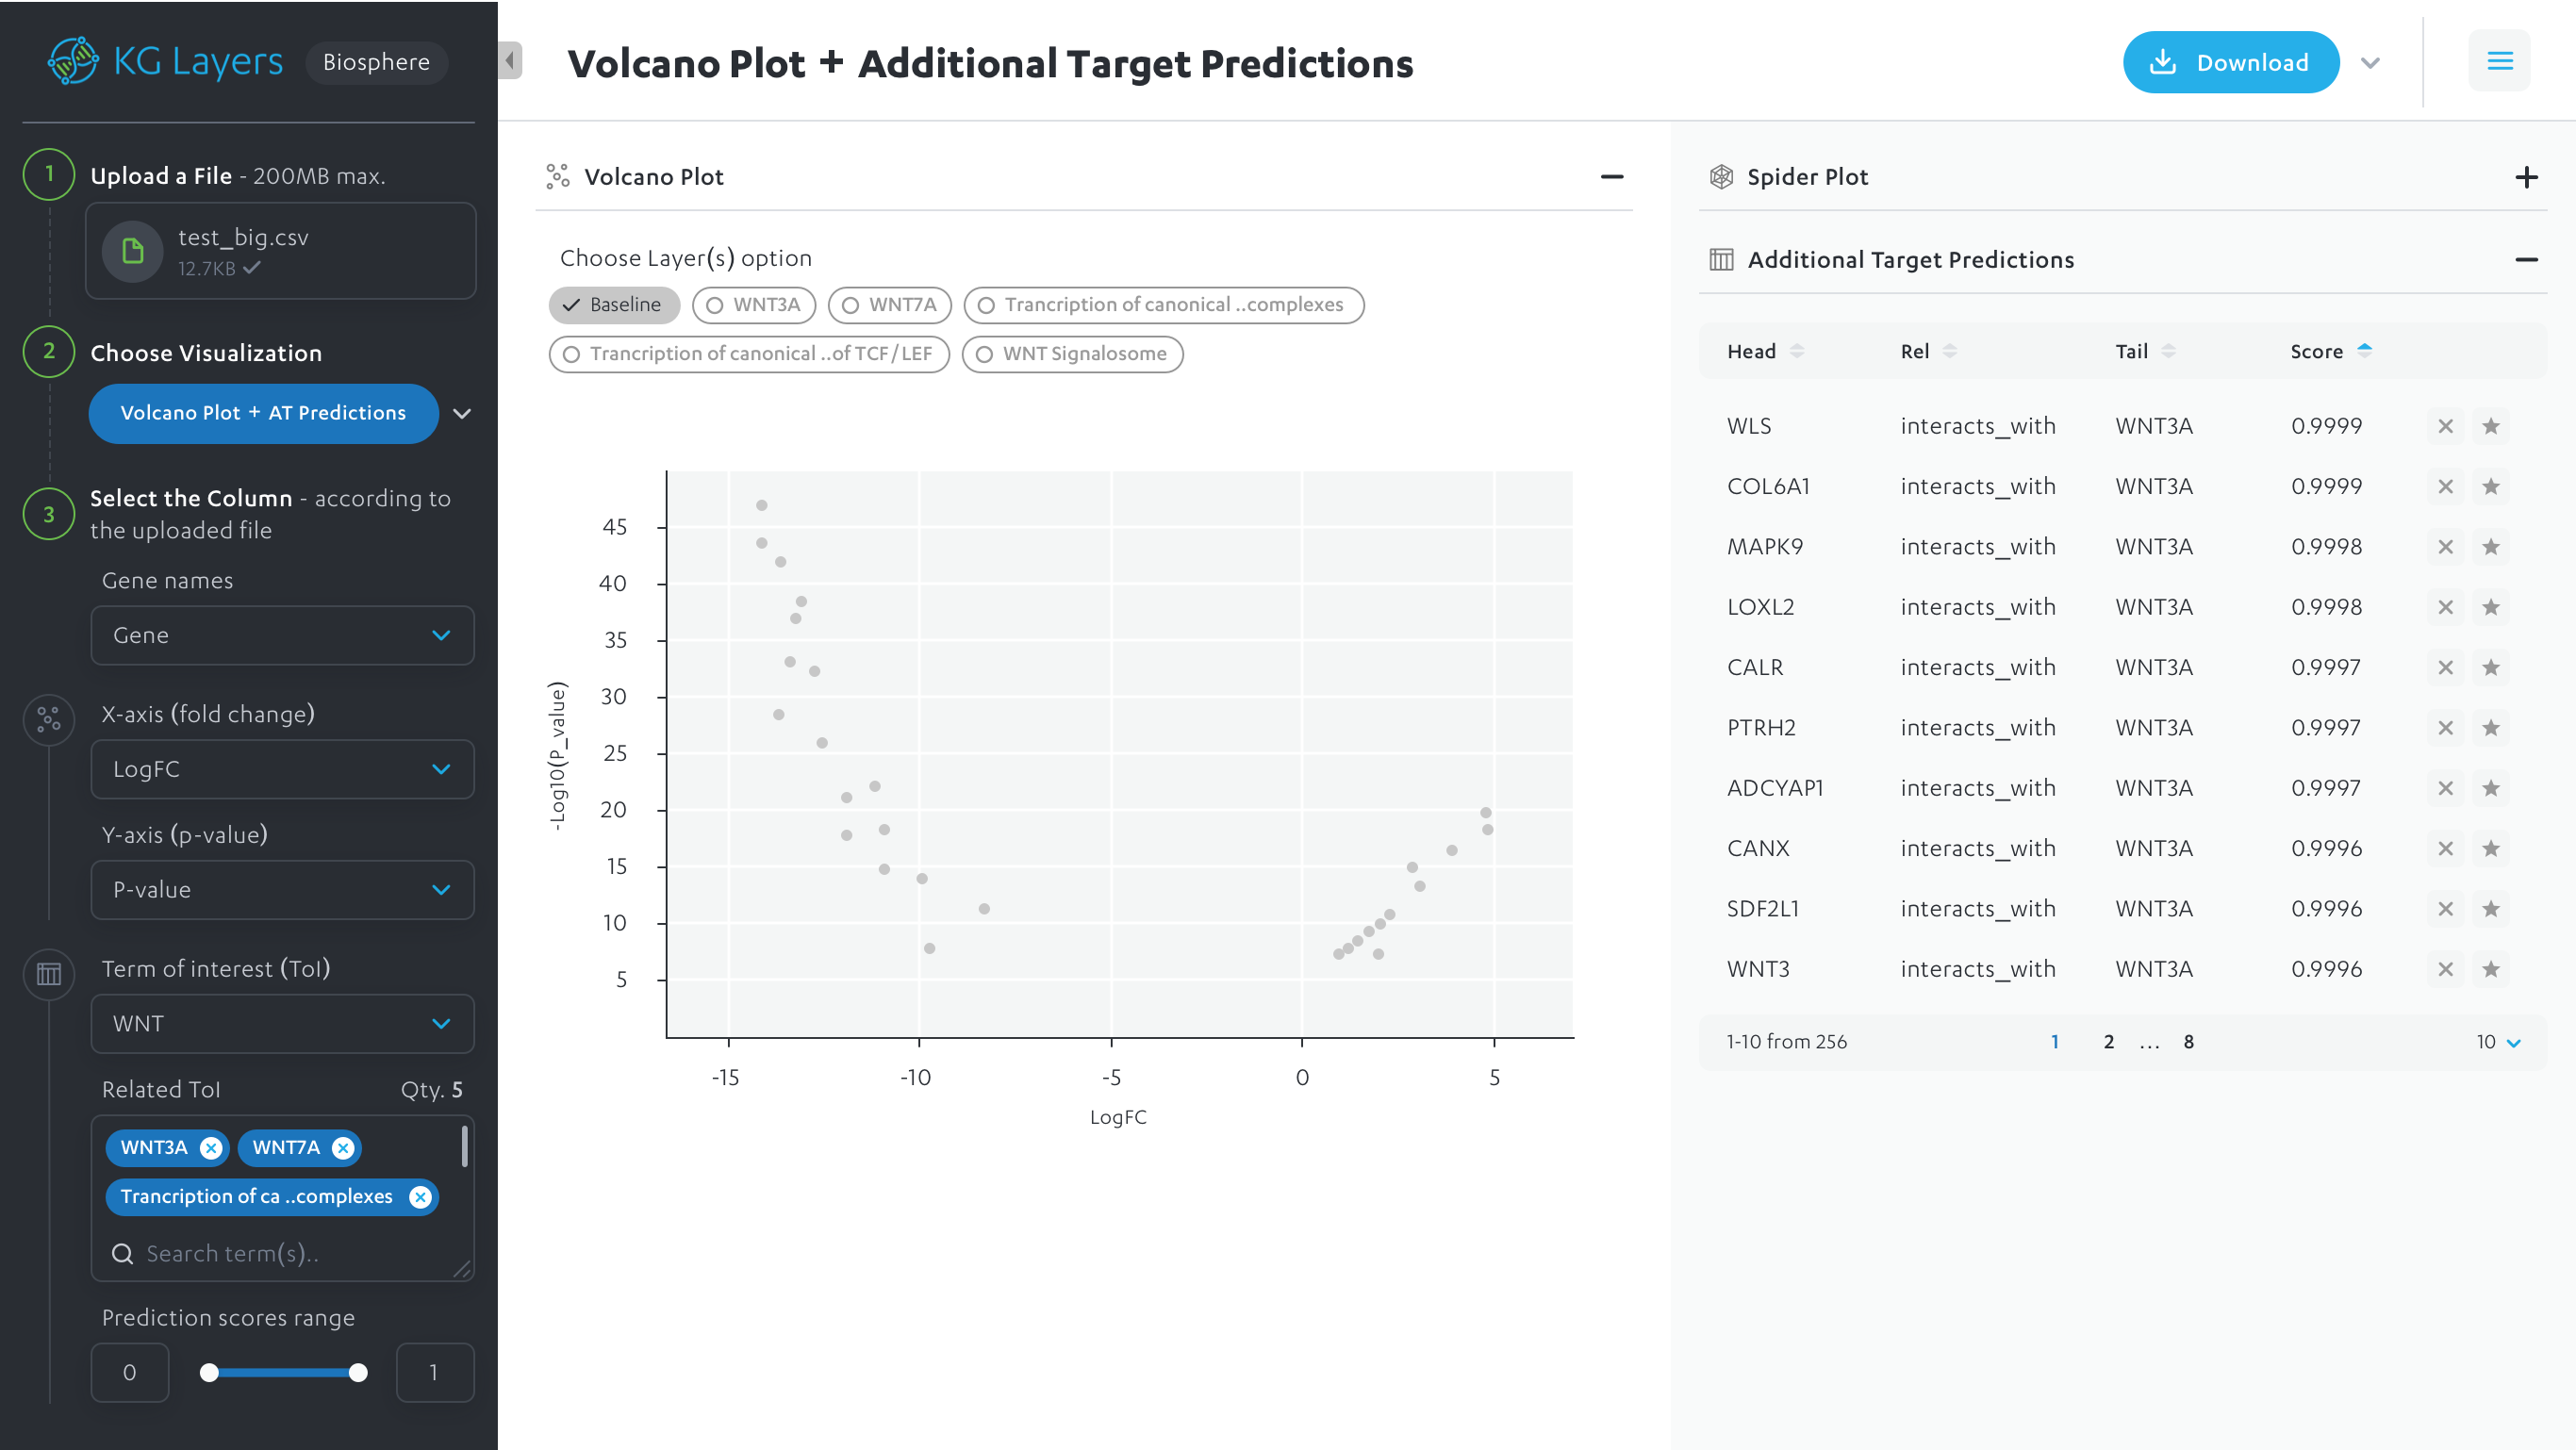 KG Layers
Biosphere
1
Upload a File - 200MB max.
test_big.csv
12.7KB
2
Choose Visualization
Volcano Plot + AT Predictions
3
Select the Column - according to
the uploaded file
Gene names
Gene
X-axis (fold change)
LogFC
Y-axis (p-value)
P-value
Term of interest (ToI)
WNT
Related ToI Qty. 5
WNT3A WNT7A
Trancription of ca ..complexes
Search term(s)..
Prediction scores range
0 1
Volcano Plot + Additional Target Predictions
Download
Volcano Plot
Choose Layer(s) option
Baseline WNT3A WNT7A Trancription of canonical ..complexes
Trancription of canonical ..of TCF/LEF WNT Signalosome
-Log10(P_value)
45
40
35
30
25
20
15
10
5
-15 -10 -5 0 5
LogFC
Spider Plot
Additional Target Predictions
Head Rel Tail Score
WLS interacts_with WNT3A 0.9999
COL6A1 interacts_with WNT3A 0.9999
MAPK9 interacts_with WNT3A 0.9998
LOXL2 interacts_with WNT3A 0.9998
CALR interacts_with WNT3A 0.9997
PTRH2 interacts_with WNT3A 0.9997
ADCYAP1 interacts_with WNT3A 0.9997
CANX interacts_with WNT3A 0.9996
SDF2L1 interacts_with WNT3A 0.9996
WNT3 interacts_with WNT3A 0.9996
1-10 from 256 1 2 ... 8 10